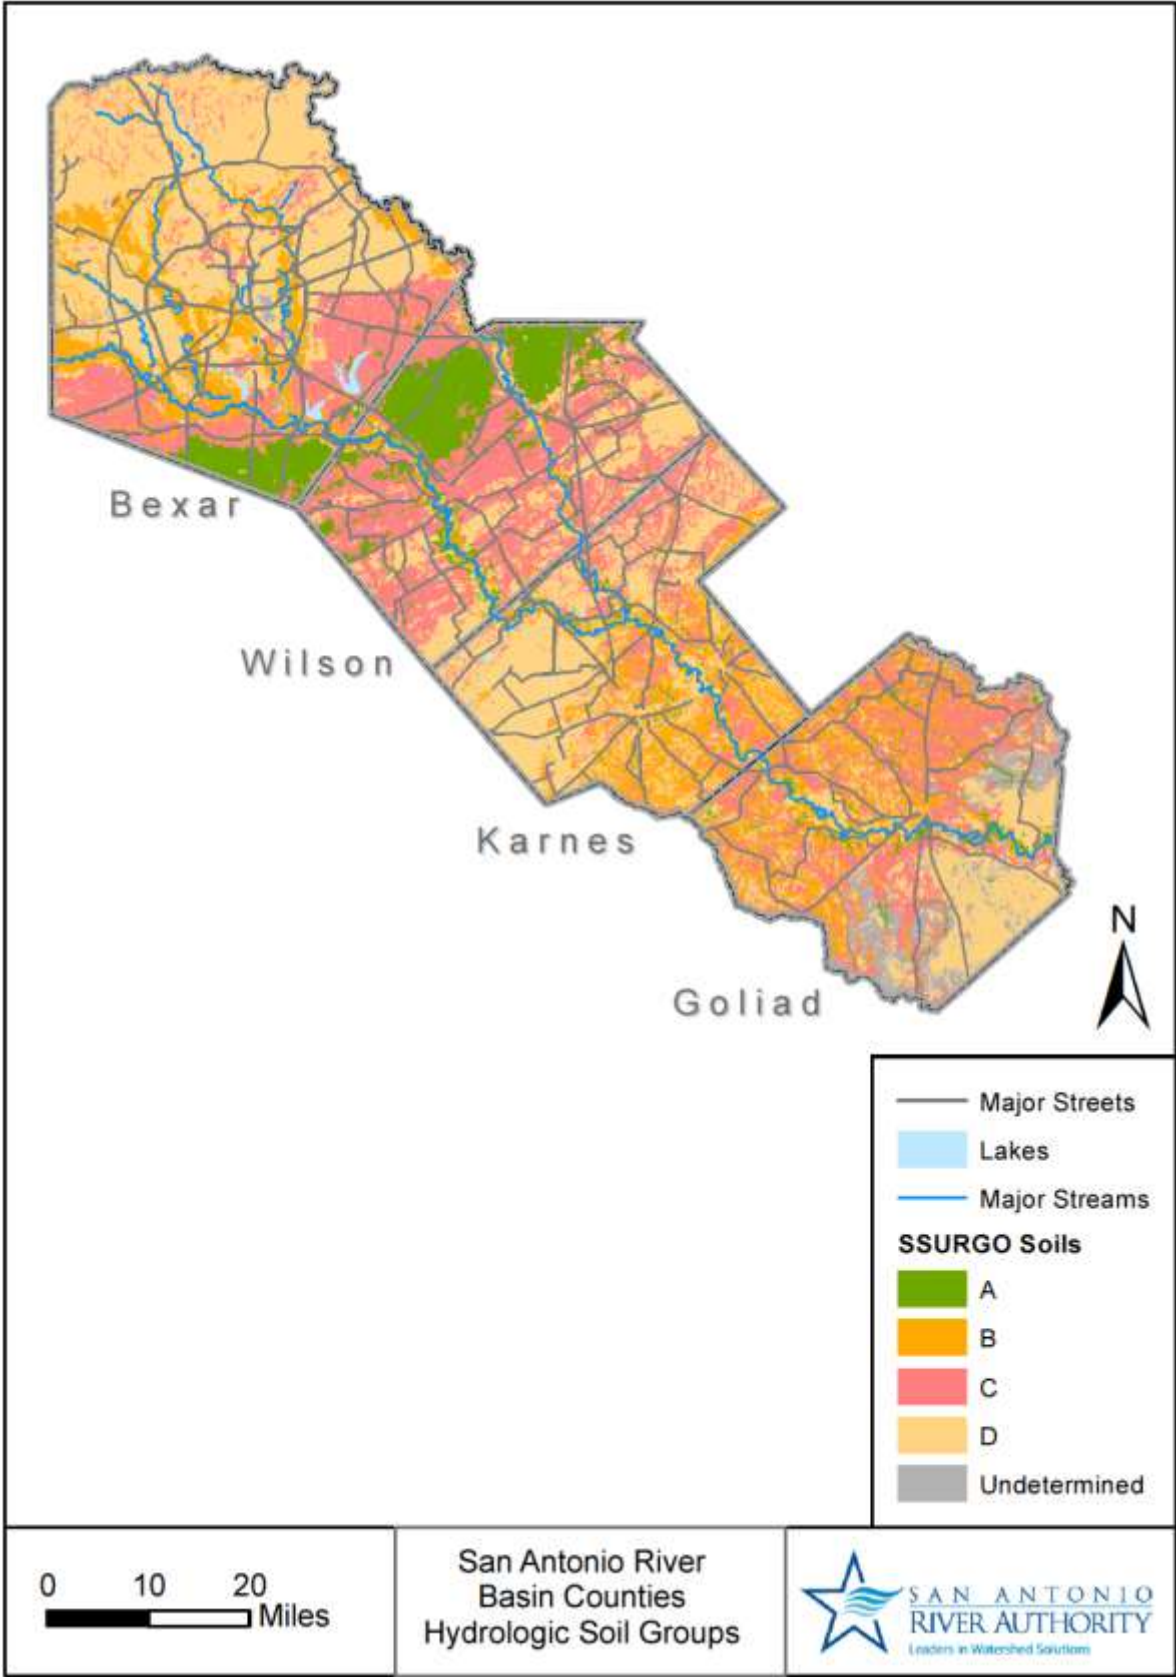 Bexar
Wilson
Karnes
Goliad
N
Major Streets
Lakes
Major Streams
SSURGO Soils
A
B
C
D
Undetermined
0 10 20
Miles
San Antonio River
Basin Counties
Hydrologic Soil Groups
SAN ANTONIO
RIVER AUTHORITY
Leaders in Watershed Solutions